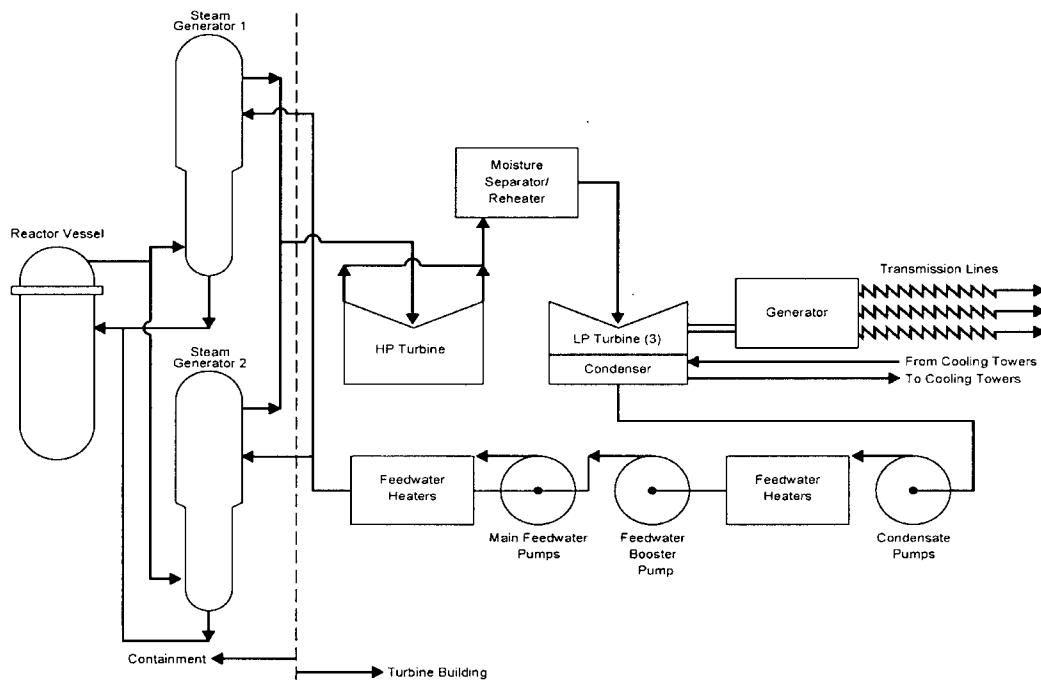 Steam
Generator 1
Moisture
Separator/
Reheater
Reactor Vessel
Transmission Lines
Generator
HP Turbine
LP Turbine (3)
Condenser
From Cooling Towers
To Cooling Towers
Steam
Generator 2
Feedwater
Heaters
Feedwater
Heaters
Main Feedwater
Pumps
Feedwater
Booster
Pump
Condensate
Pumps
Containment
Turbine Building